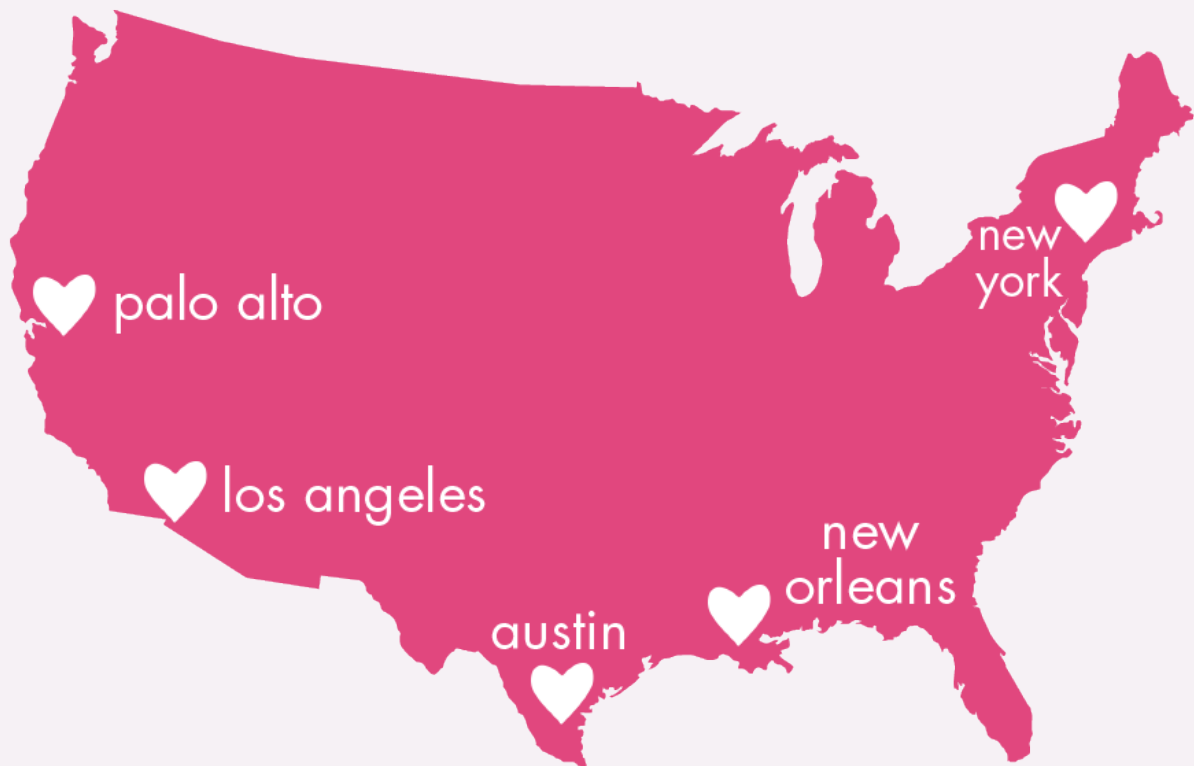 new
york
palo alto
los angeles
new
orleans
austin